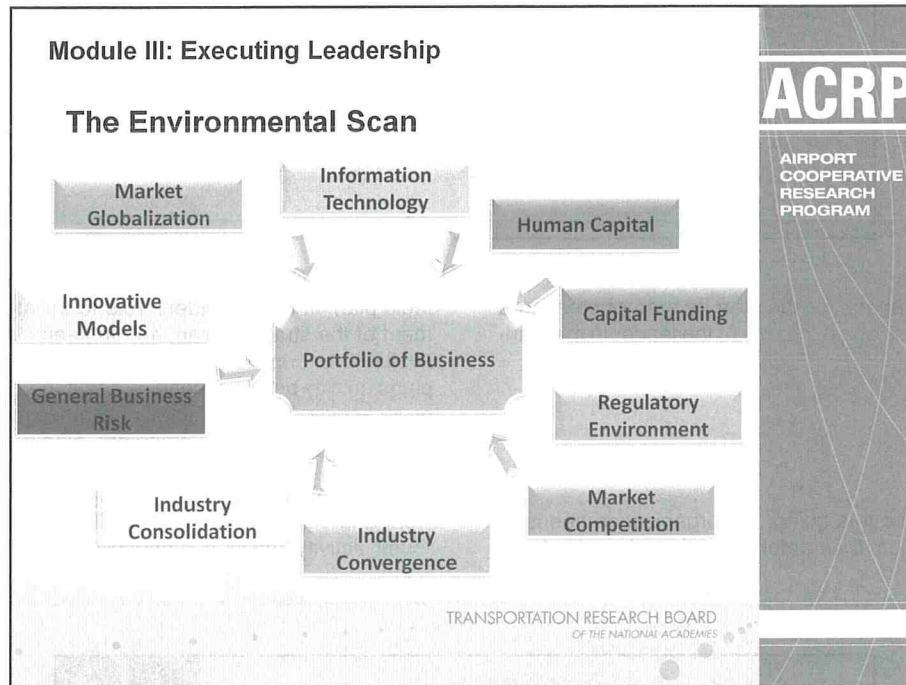 Module III: Executing Leadership
The Environmental Scan
Market
Globalization
Information
Technology
Human Capital
Innovative
Models
Capital Funding
Portfolio of Business
General Business
Risk
Regulatory
Environment
Industry
Consolidation
Market
Competition
Industry
Convergence
TRANSPORTATION RESEARCH BOARD
OF THE NATIONAL ACADEMIES
ACRP
AIRPORT
COOPERATIVE
RESEARCH
PROGRAM